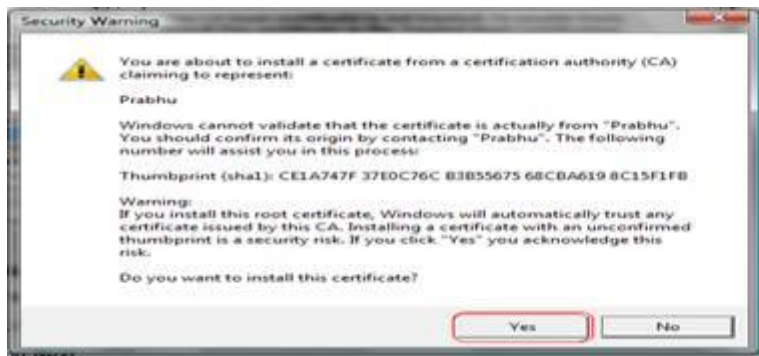 Security Warning
You are about to install a certificate from a certification authority (CA)
claiming to represent:
Prabhu
Windows cannot validate that the certificate is actually from "Prabhu".
You should confirm its origin by contacting "Prabhu". The following
number will assist you in this process:
Thumbprint (sha1): CE1A747F 37E0C76C B3B55675 68CBA619 8C15F1FB
Warning:
If you install this root certificate, Windows will automatically trust any
certificate issued by this CA. Installing a certificate with an unconfirmed
thumbprint is a security risk. If you click "Yes" you acknowledge this
risk.
Do you want to install this certificate?
Yes No